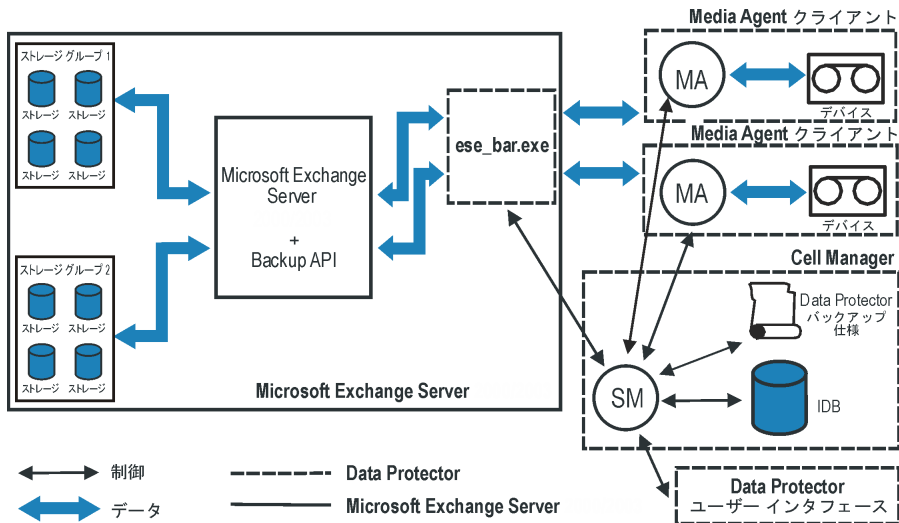 Media Agent クライアント
ストレージ グループ 1
ストレージ ストレージ
ストレージ ストレージ
Microsoft Exchange
Server
+
Backup API
ese_bar.exe
MA
デバイス
Media Agent クライアント
MA
デバイス
ストレージ グループ 2
ストレージ ストレージ
ストレージ ストレージ
Microsoft Exchange Server
Cell Manager
Data Protector
バックアップ
仕様
SM
IDB
制御
データ
Data Protector
Microsoft Exchange Server
Data Protector
ユーザー インタフェース